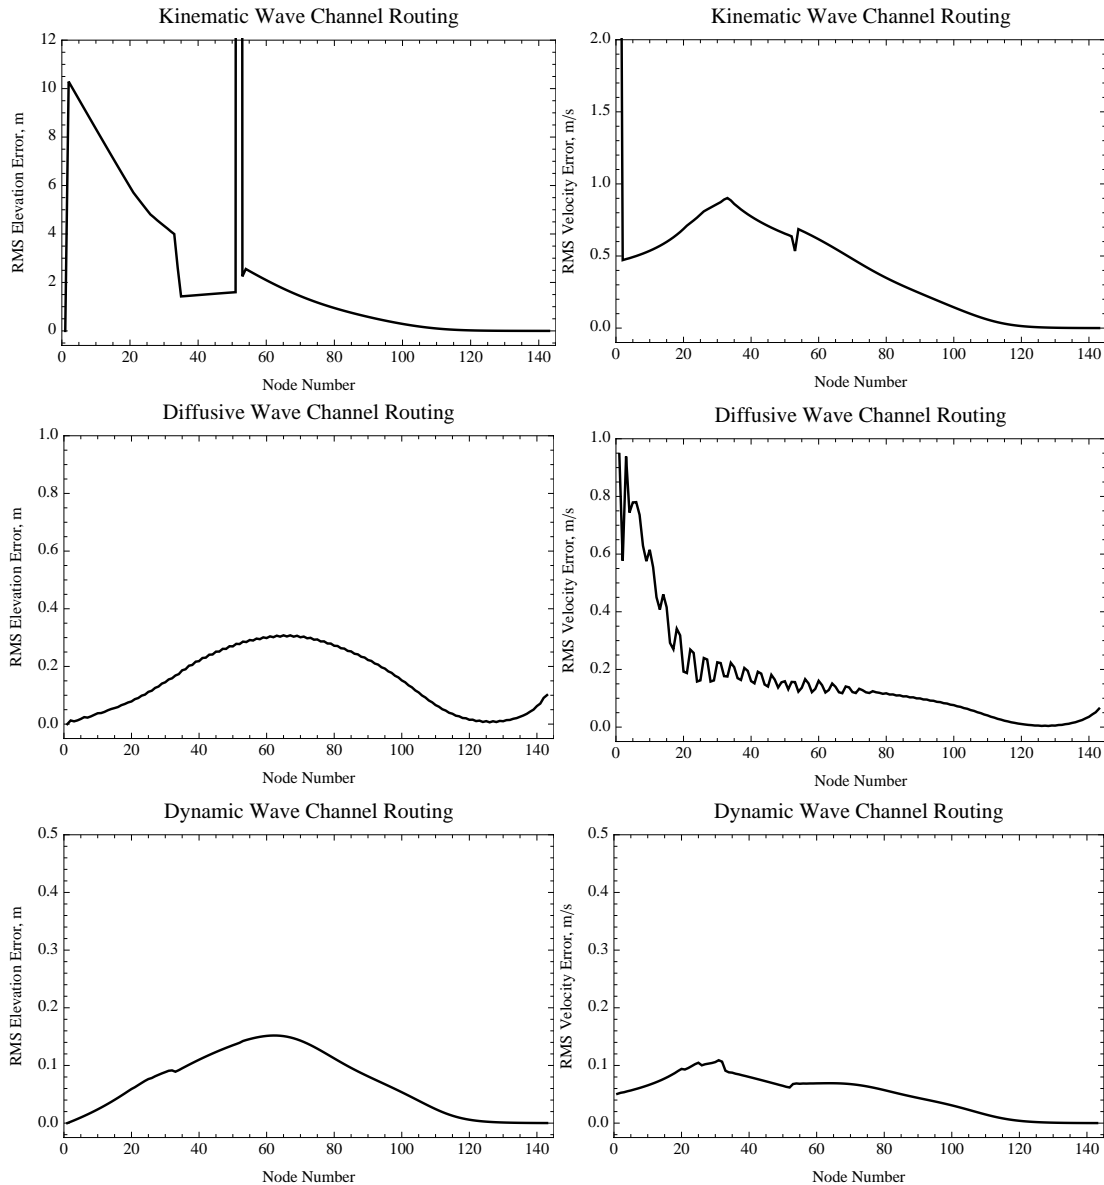 Kinematic Wave Channel Routing
12
10
8
6
4
2
0
RMS Elevation Error, m
0 20 40 60 80 100 120 140
Node Number
Kinematic Wave Channel Routing
2.0
1.5
1.0
0.5
0.0
RMS Velocity Error, m/s
0 20 40 60 80 100 120 140
Node Number
Diffusive Wave Channel Routing
1.0
0.8
0.6
0.4
0.2
0.0
RMS Elevation Error, m
0 20 40 60 80 100 120 140
Node Number
Diffusive Wave Channel Routing
1.0
0.8
0.6
0.4
0.2
0.0
RMS Velocity Error, m/s
0 20 40 60 80 100 120 140
Node Number
Dynamic Wave Channel Routing
0.5
0.4
0.3
0.2
0.1
0.0
RMS Elevation Error, m
0 20 40 60 80 100 120 140
Node Number
Dynamic Wave Channel Routing
0.5
0.4
0.3
0.2
0.1
0.0
RMS Velocity Error, m/s
0 20 40 60 80 100 120 140
Node Number